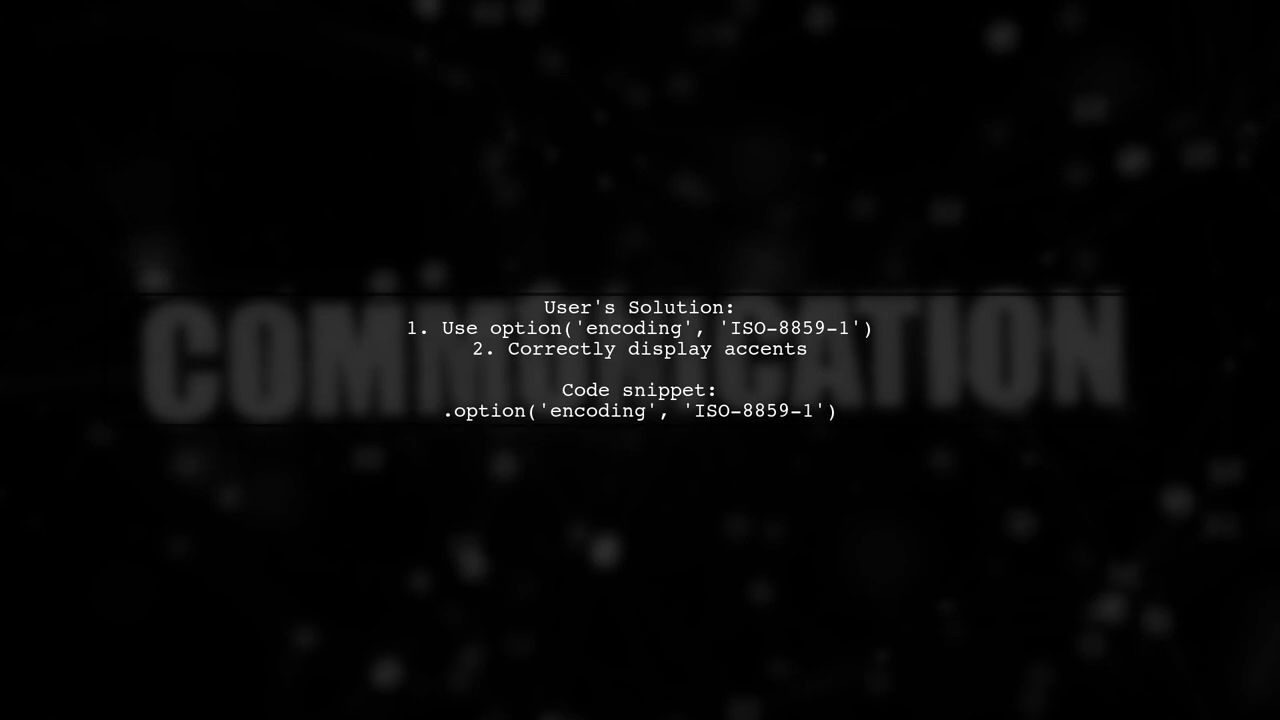 COMMUNICATION
User's Solution:
1. Use option('encoding', 'ISO-8859-1')
2. Correctly display accents
Code snippet:
.option('encoding', 'ISO-8859-1')